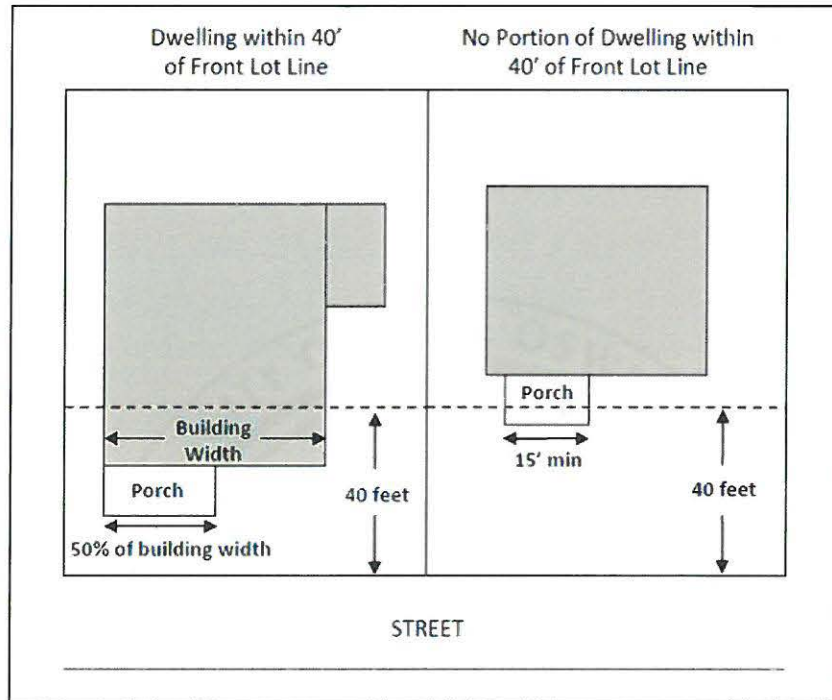 Dwelling within 40'
of Front Lot Line
No Portion of Dwelling within
40' of Front Lot Line
Building
Width
Porch
50% of building width
40 feet
Porch
15' min
40 feet
STREET